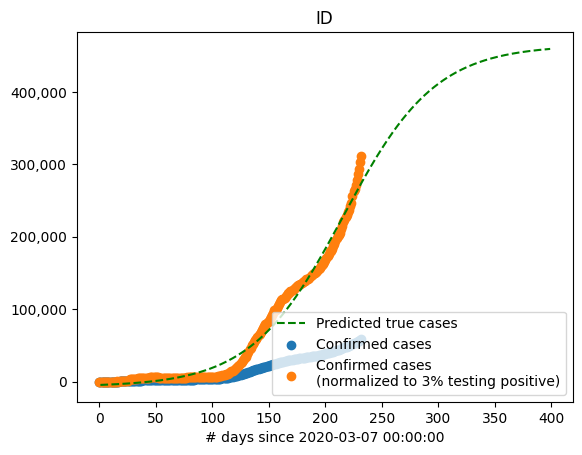 ID
400,000
300,000
200,000
100,000
0
Predicted true cases
Confirmed cases
Confirmed cases
(normalized to 3% testing positive)
0 50 100 150 200 250 300 350 400
# days since 2020-03-07 00:00:00